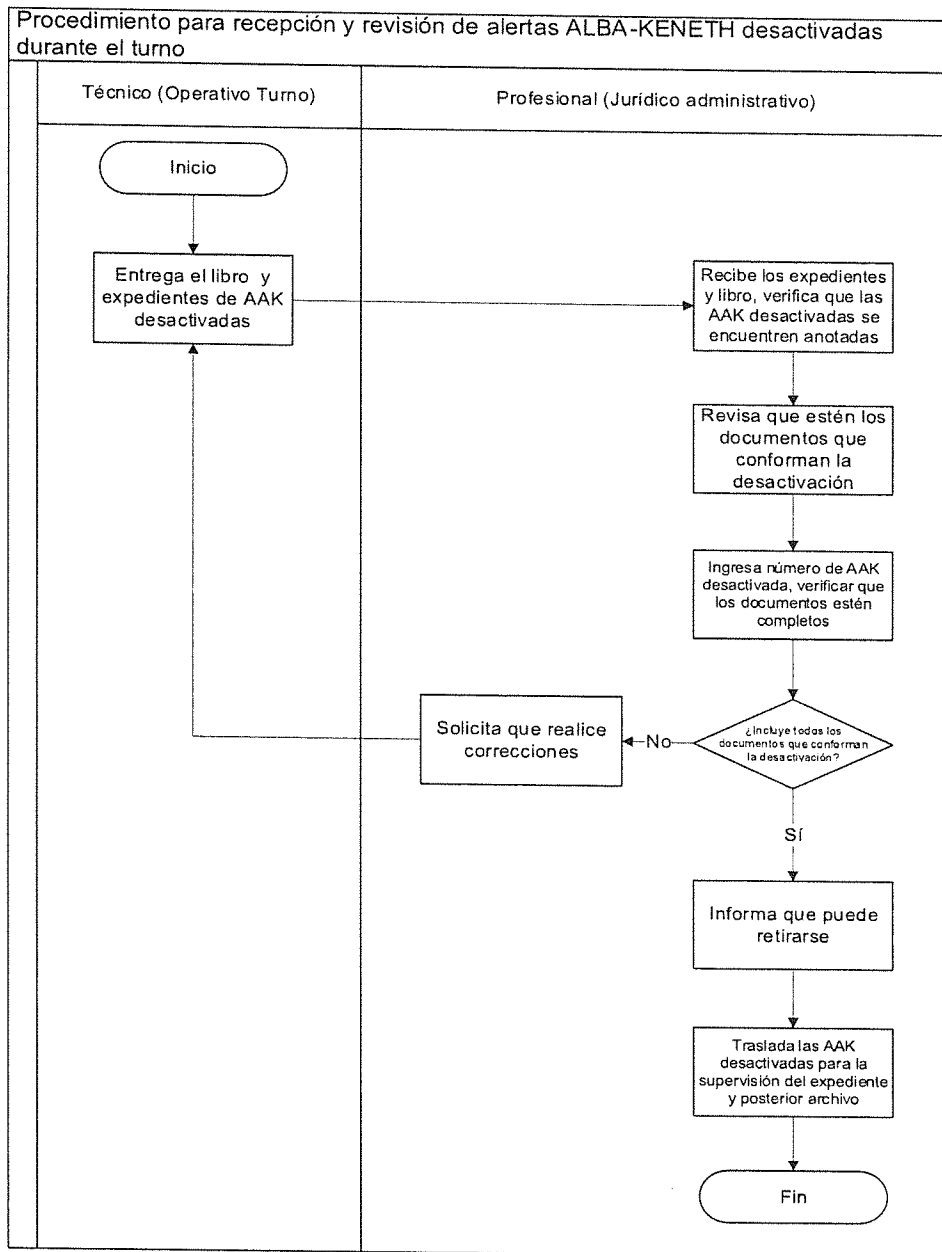 Procedimiento para recepción y revisión de alertas ALBA-KENETH desactivadas
durante el turno
Técnico (Operativo Turno)
Profesional (Jurídico administrativo)
Inicio
Entrega el libro y
expedientes de AAK
desactivadas
Recibe los expedientes
y libro, verifica que las
AAK desactivadas se
encuentren anotadas
Revisa que estén los
documentos que
conforman la
desactivación
Ingresa número de AAK
desactivada, verificar que
los documentos estén
completos
¿Incluye todos los
documentos que conforman
la desactivación?
No
Solicita que realice
correcciones
Sí
Informa que puede
retirarse
Traslada las AAK
desactivadas para la
supervisión del expediente
y posterior archivo
Fin